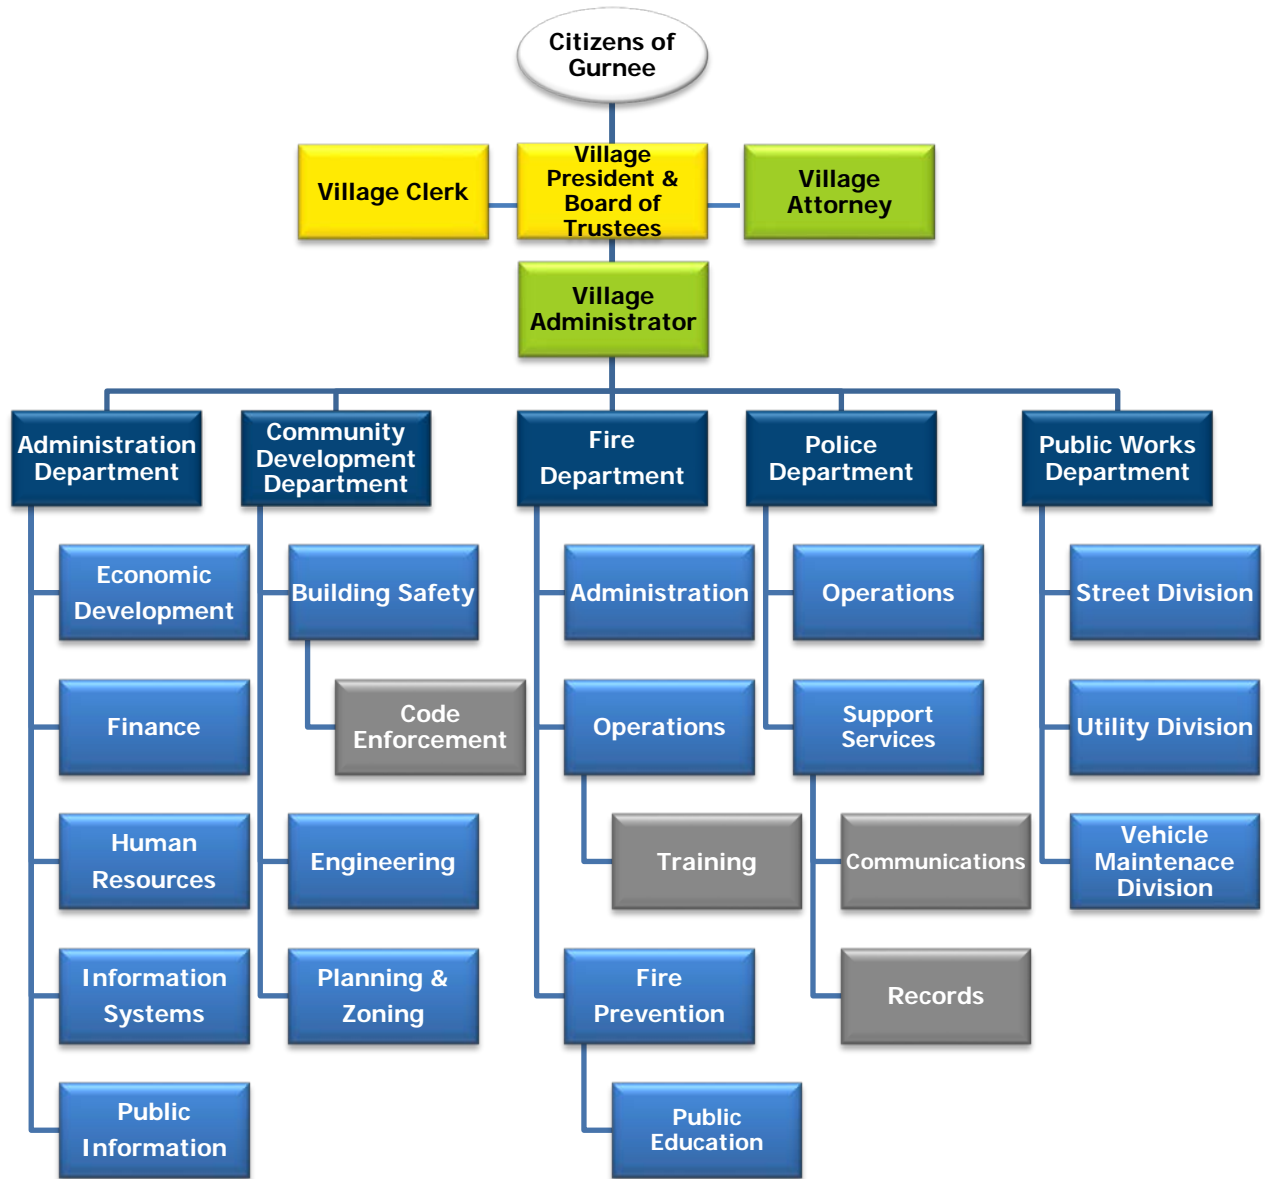 Citizens of
Gurnee
Village Clerk
Village
President &
Board of
Trustees
Village
Attorney
Village
Administrator
Administration
Department
Community
Development
Department
Fire
Department
Police
Department
Public Works
Department
Economic
Development
Finance
Human
Resources
Information
Systems
Public
Information
Building Safety
Code
Enforcement
Engineering
Planning &
Zoning
Administration
Operations
Training
Fire
Prevention
Public
Education
Operations
Support
Services
Communications
Records
Street Division
Utility Division
Vehicle
Maintenace
Division